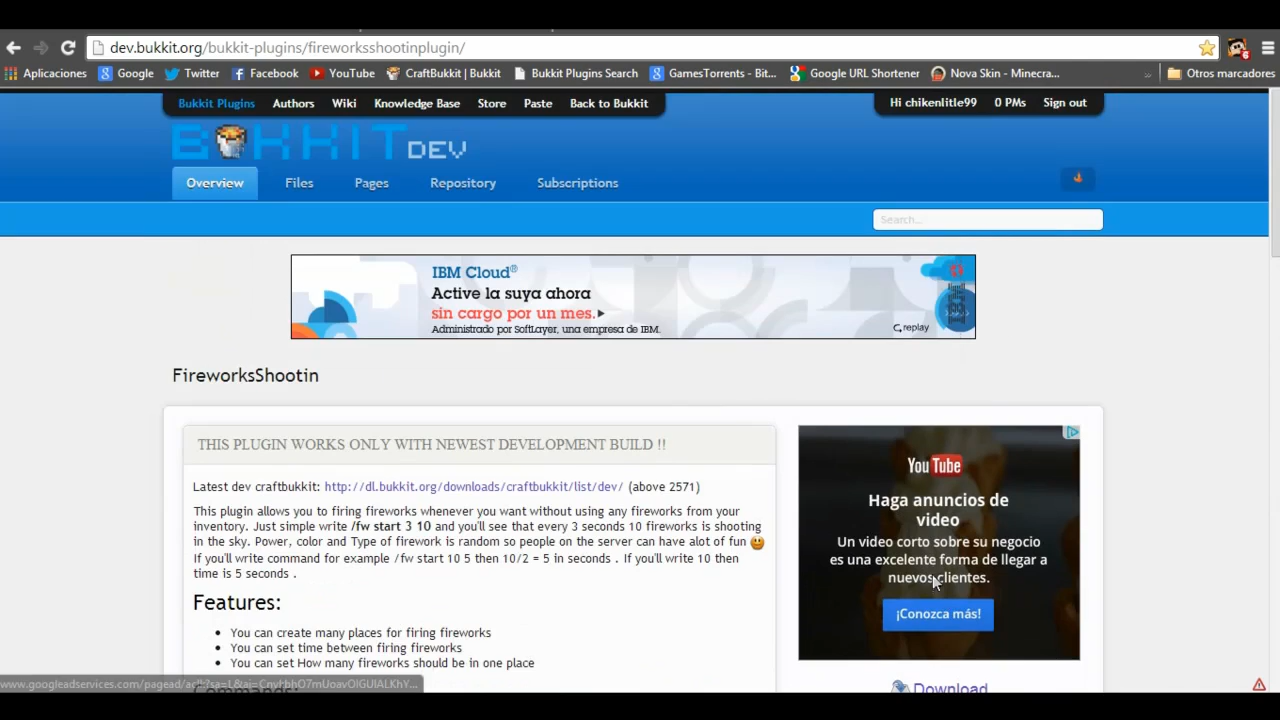 dev.bukkit.org/bukkit-plugins/fireworksshootinplugin/
6
Aplicaciones Google Twitter Facebook YouTube CraftBukkit | Bukkit Bukkit Plugins Search GamesTorrents - Bit... Google URL Shortener Nova Skin - Minecra... » Otros marcadores
Bukkit Plugins Authors Wiki Knowledge Base Store Paste Back to Bukkit Hi chikenlitle99 0 PMs Sign out
BUKKIT DEV
Overview Files Pages Repository Subscriptions
Search...
IBM Cloud®
Active la suya ahora
sin cargo por un mes.
Administrado por SoftLayer, una empresa de IBM.
replay
IBM
FireworksShootin
THIS PLUGIN WORKS ONLY WITH NEWEST DEVELOPMENT BUILD !!
Latest dev craftbukkit: http://dl.bukkit.org/downloads/craftbukkit/list/dev/ (above 2571)
This plugin allows you to firing fireworks whenever you want without using any fireworks from your
inventory. Just simple write /fw start 3 10 and you'll see that every 3 seconds 10 fireworks is shooting
in the sky. Power, color and Type of firework is random so people on the server can have alot of fun
If you'll write command for example /fw start 10 5 then 10/2 = 5 in seconds . If you'll write 10 then
time is 5 seconds .
Features:
You can create many places for firing fireworks
You can set time between firing fireworks
You can set How many fireworks should be in one place
YouTube
Haga anuncios de
video
Un video corto sobre su negocio
es una excelente forma de llegar a
nuevos clientes.
¡Conozca más!
Download